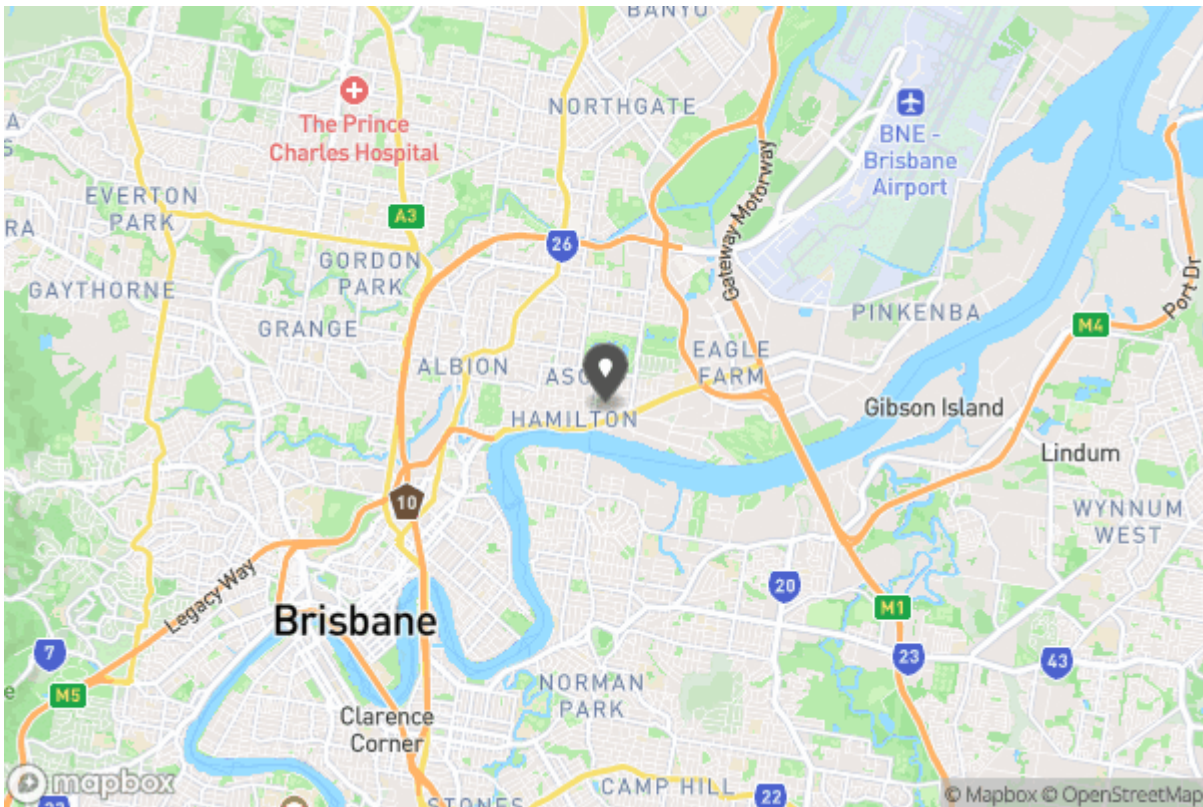 BANYO
NORTHGATE
The Prince
Charles Hospital
BNE -
Brisbane
Airport
EVERTON
PARK
A3
26
Gateway Motorway
GORDON
PARK
GAYTHORNE
GRANGE
PINKENBA
Port Dr
M4
ALBION
EAGLE
FARM
HAMILTON
Gibson Island
Lindum
10
WYNNUM
WEST
Legacy Way
20
Brisbane
M1
7
23
43
M5
NORMAN
PARK
Clarence
Corner
mapbox
CAMP HILL
22
STONES
© Mapbox © OpenStreetMap